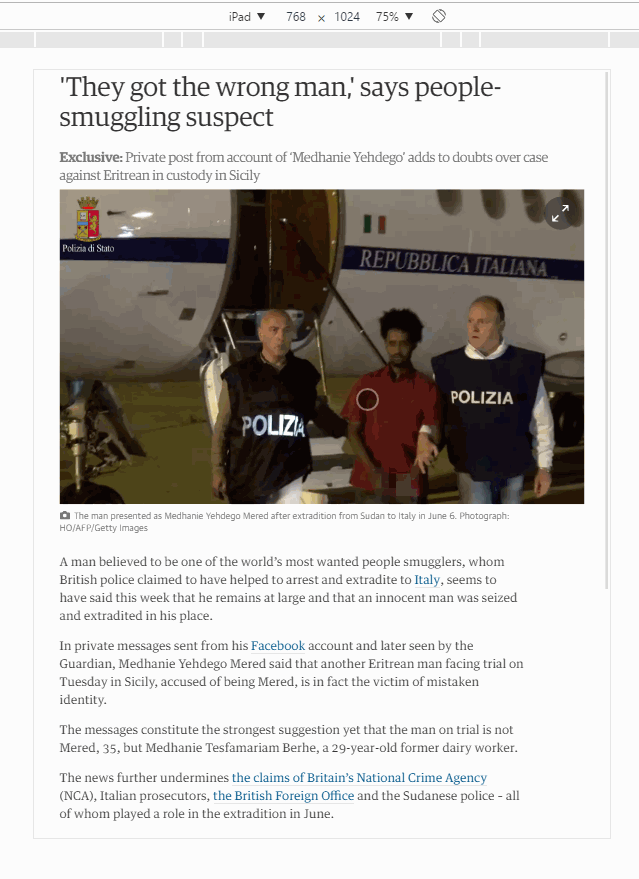 iPad ▼ 768 x 1024 75% ▼
'They got the wrong man,' says people-
smuggling suspect
Exclusive: Private post from account of ‘Medhanie Yehdego’ adds to doubts over case
against Eritrean in custody in Sicily
Polizia di Stato
REPUBBLICA ITALIANA
POLIZIA
POLIZIA
The man presented as Medhanie Yehdego Mered after extradition from Sudan to Italy in June 6. Photograph:
HO/AFP/Getty Images
A man believed to be one of the world’s most wanted people smugglers, whom
British police claimed to have helped to arrest and extradite to Italy, seems to
have said this week that he remains at large and that an innocent man was seized
and extradited in his place.
In private messages sent from his Facebook account and later seen by the
Guardian, Medhanie Yehdego Mered said that another Eritrean man facing trial on
Tuesday in Sicily, accused of being Mered, is in fact the victim of mistaken
identity.
The messages constitute the strongest suggestion yet that the man on trial is not
Mered, 35, but Medhanie Tesfamariam Berhe, a 29-year-old former dairy worker.
The news further undermines the claims of Britain’s National Crime Agency
(NCA), Italian prosecutors, the British Foreign Office and the Sudanese police – all
of whom played a role in the extradition in June.